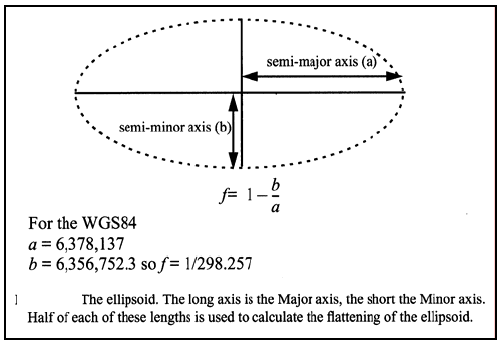 semi-major axis (a)
semi-minor axis (b)
f= 1 - b/a
For the WGS84
a = 6,378,137
b = 6,356,752.3 so f = 1/298.257
The ellipsoid. The long axis is the Major axis, the short the Minor axis.
Half of each of these lengths is used to calculate the flattening of the ellipsoid.